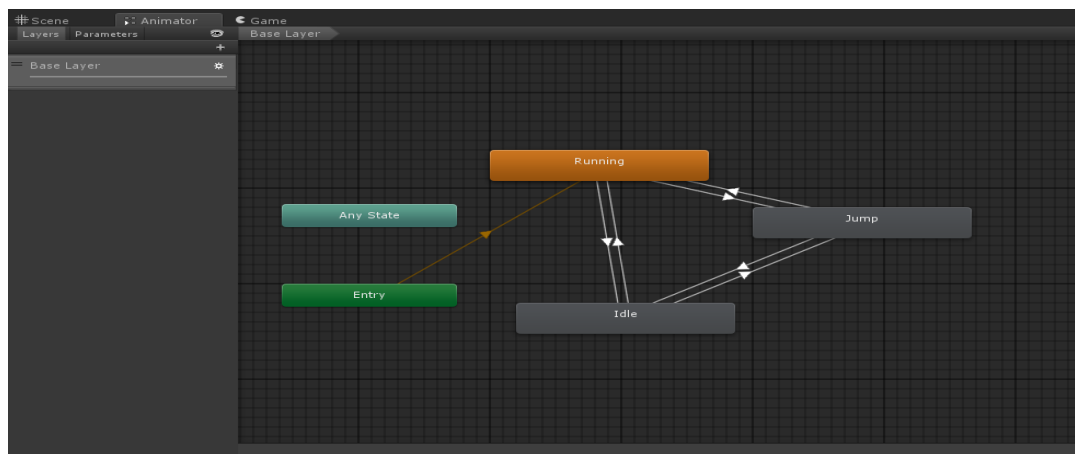 Scene
Animator
Game
Layers
Parameters
Base Layer
Base Layer
Running
Any State
Jump
Entry
Idle